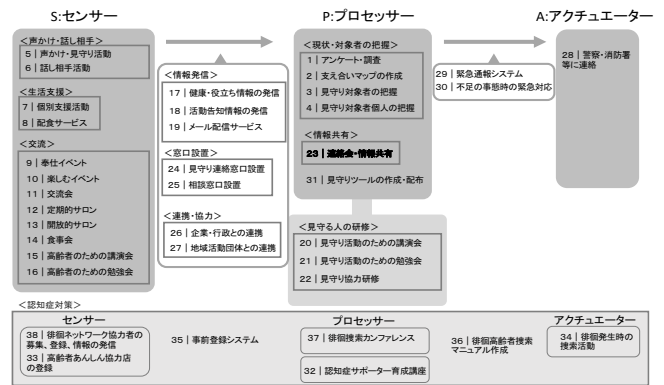 S:センサー
P:プロセッサー
A:アクチュエーター
＜声かけ・話し相手＞
5｜声かけ・見守り活動
6｜話し相手活動
＜生活支援＞
7｜個別支援活動
8｜配食サービス
＜交流＞
9｜奉仕イベント
10｜楽しむイベント
11｜交流会
12｜定期的サロン
13｜開放的サロン
14｜食事会
15｜高齢者のための講演会
16｜高齢者のための勉強会
＜情報発信＞
17｜健康・役立ち情報の発信
18｜活動告知情報の発信
19｜メール配信サービス
＜窓口設置＞
24｜見守り連絡窓口設置
25｜相談窓口設置
＜連携・協力＞
26｜企業・行政との連携
27｜地域活動団体との連携
＜現状・対象者の把握＞
1｜アンケート・調査
2｜支え合いマップの作成
3｜見守り対象者の把握
4｜見守り対象者個人の把握
＜情報共有＞
23｜連絡会・情報共有
31｜見守りツールの作成・配布
＜見守る人の研修＞
20｜見守り活動のための講演会
21｜見守り活動のための勉強会
22｜見守り協力研修
29｜緊急通報システム
30｜不足の事態時の緊急対応
28｜警察・消防署
等に連絡
＜認知症対策＞
センサー
プロセッサー
アクチュエーター
38｜徘徊ネットワーク協力者の
募集、登録、情報の発信
33｜高齢者あんしん協力店
の登録
35｜事前登録システム
37｜徘徊捜索カンファレンス
32｜認知症サポーター育成講座
36｜徘徊高齢者捜索
マニュアル作成
34｜徘徊発生時の
捜索活動